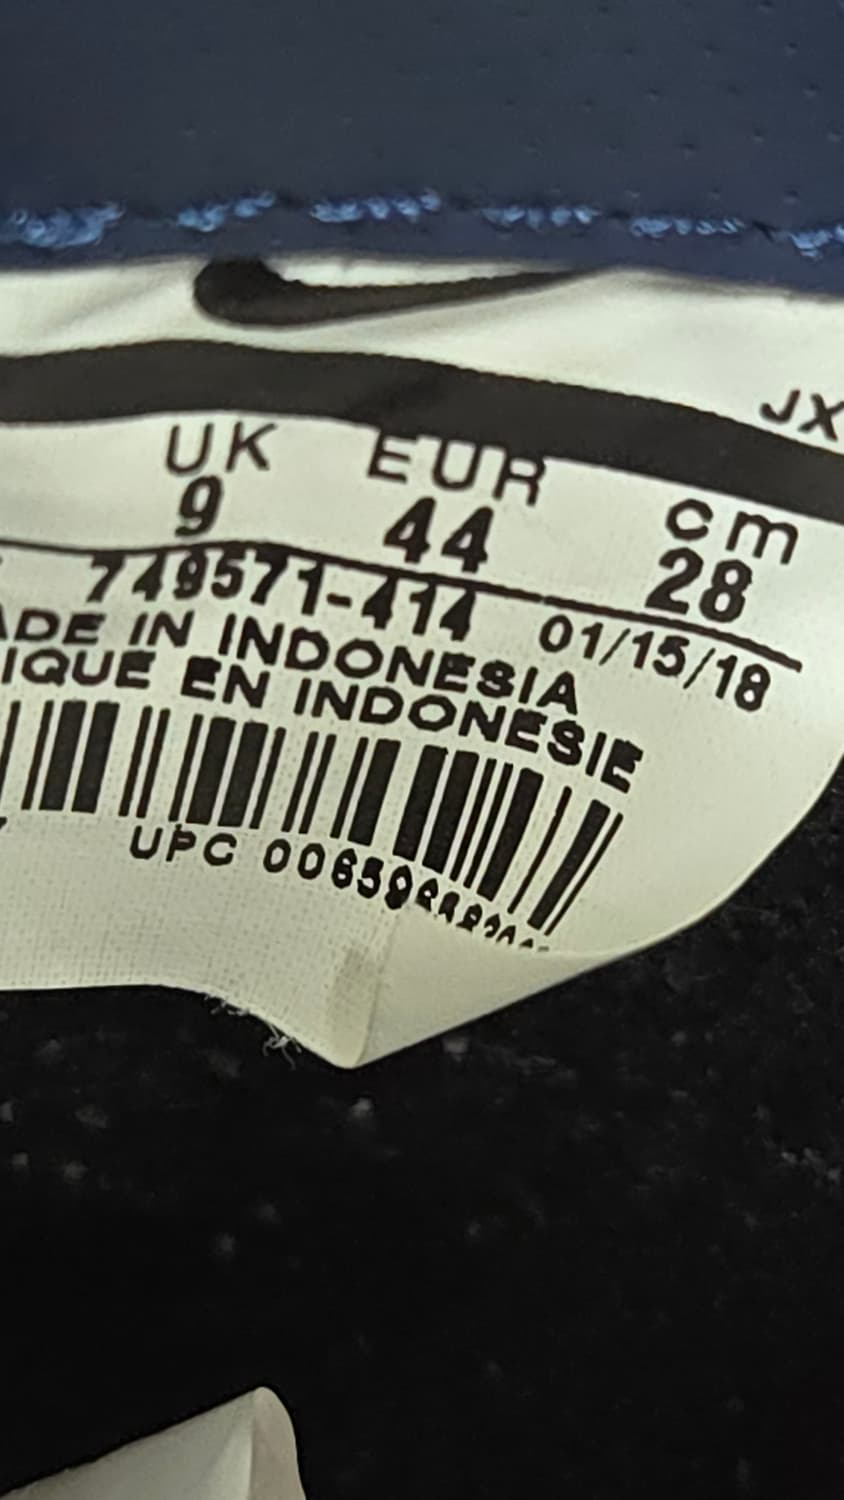 JX
UK EUR cm
9 44 28
749571-414 01/15/18
ADE IN INDONESIA
IQUE EN INDONESIE
UPC 00659